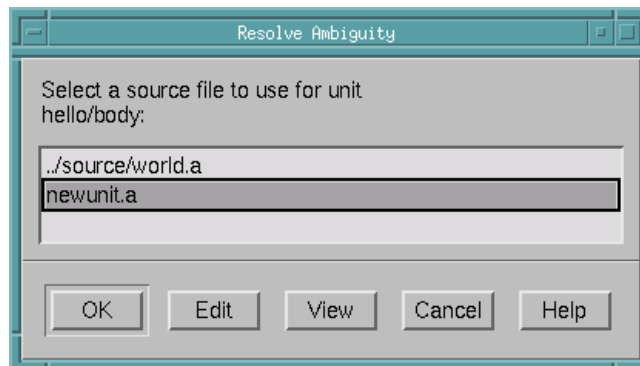 Resolve Ambiguity
Select a source file to use for unit
hello/body:
../source/world.a
newunit.a
OK Edit View Cancel Help